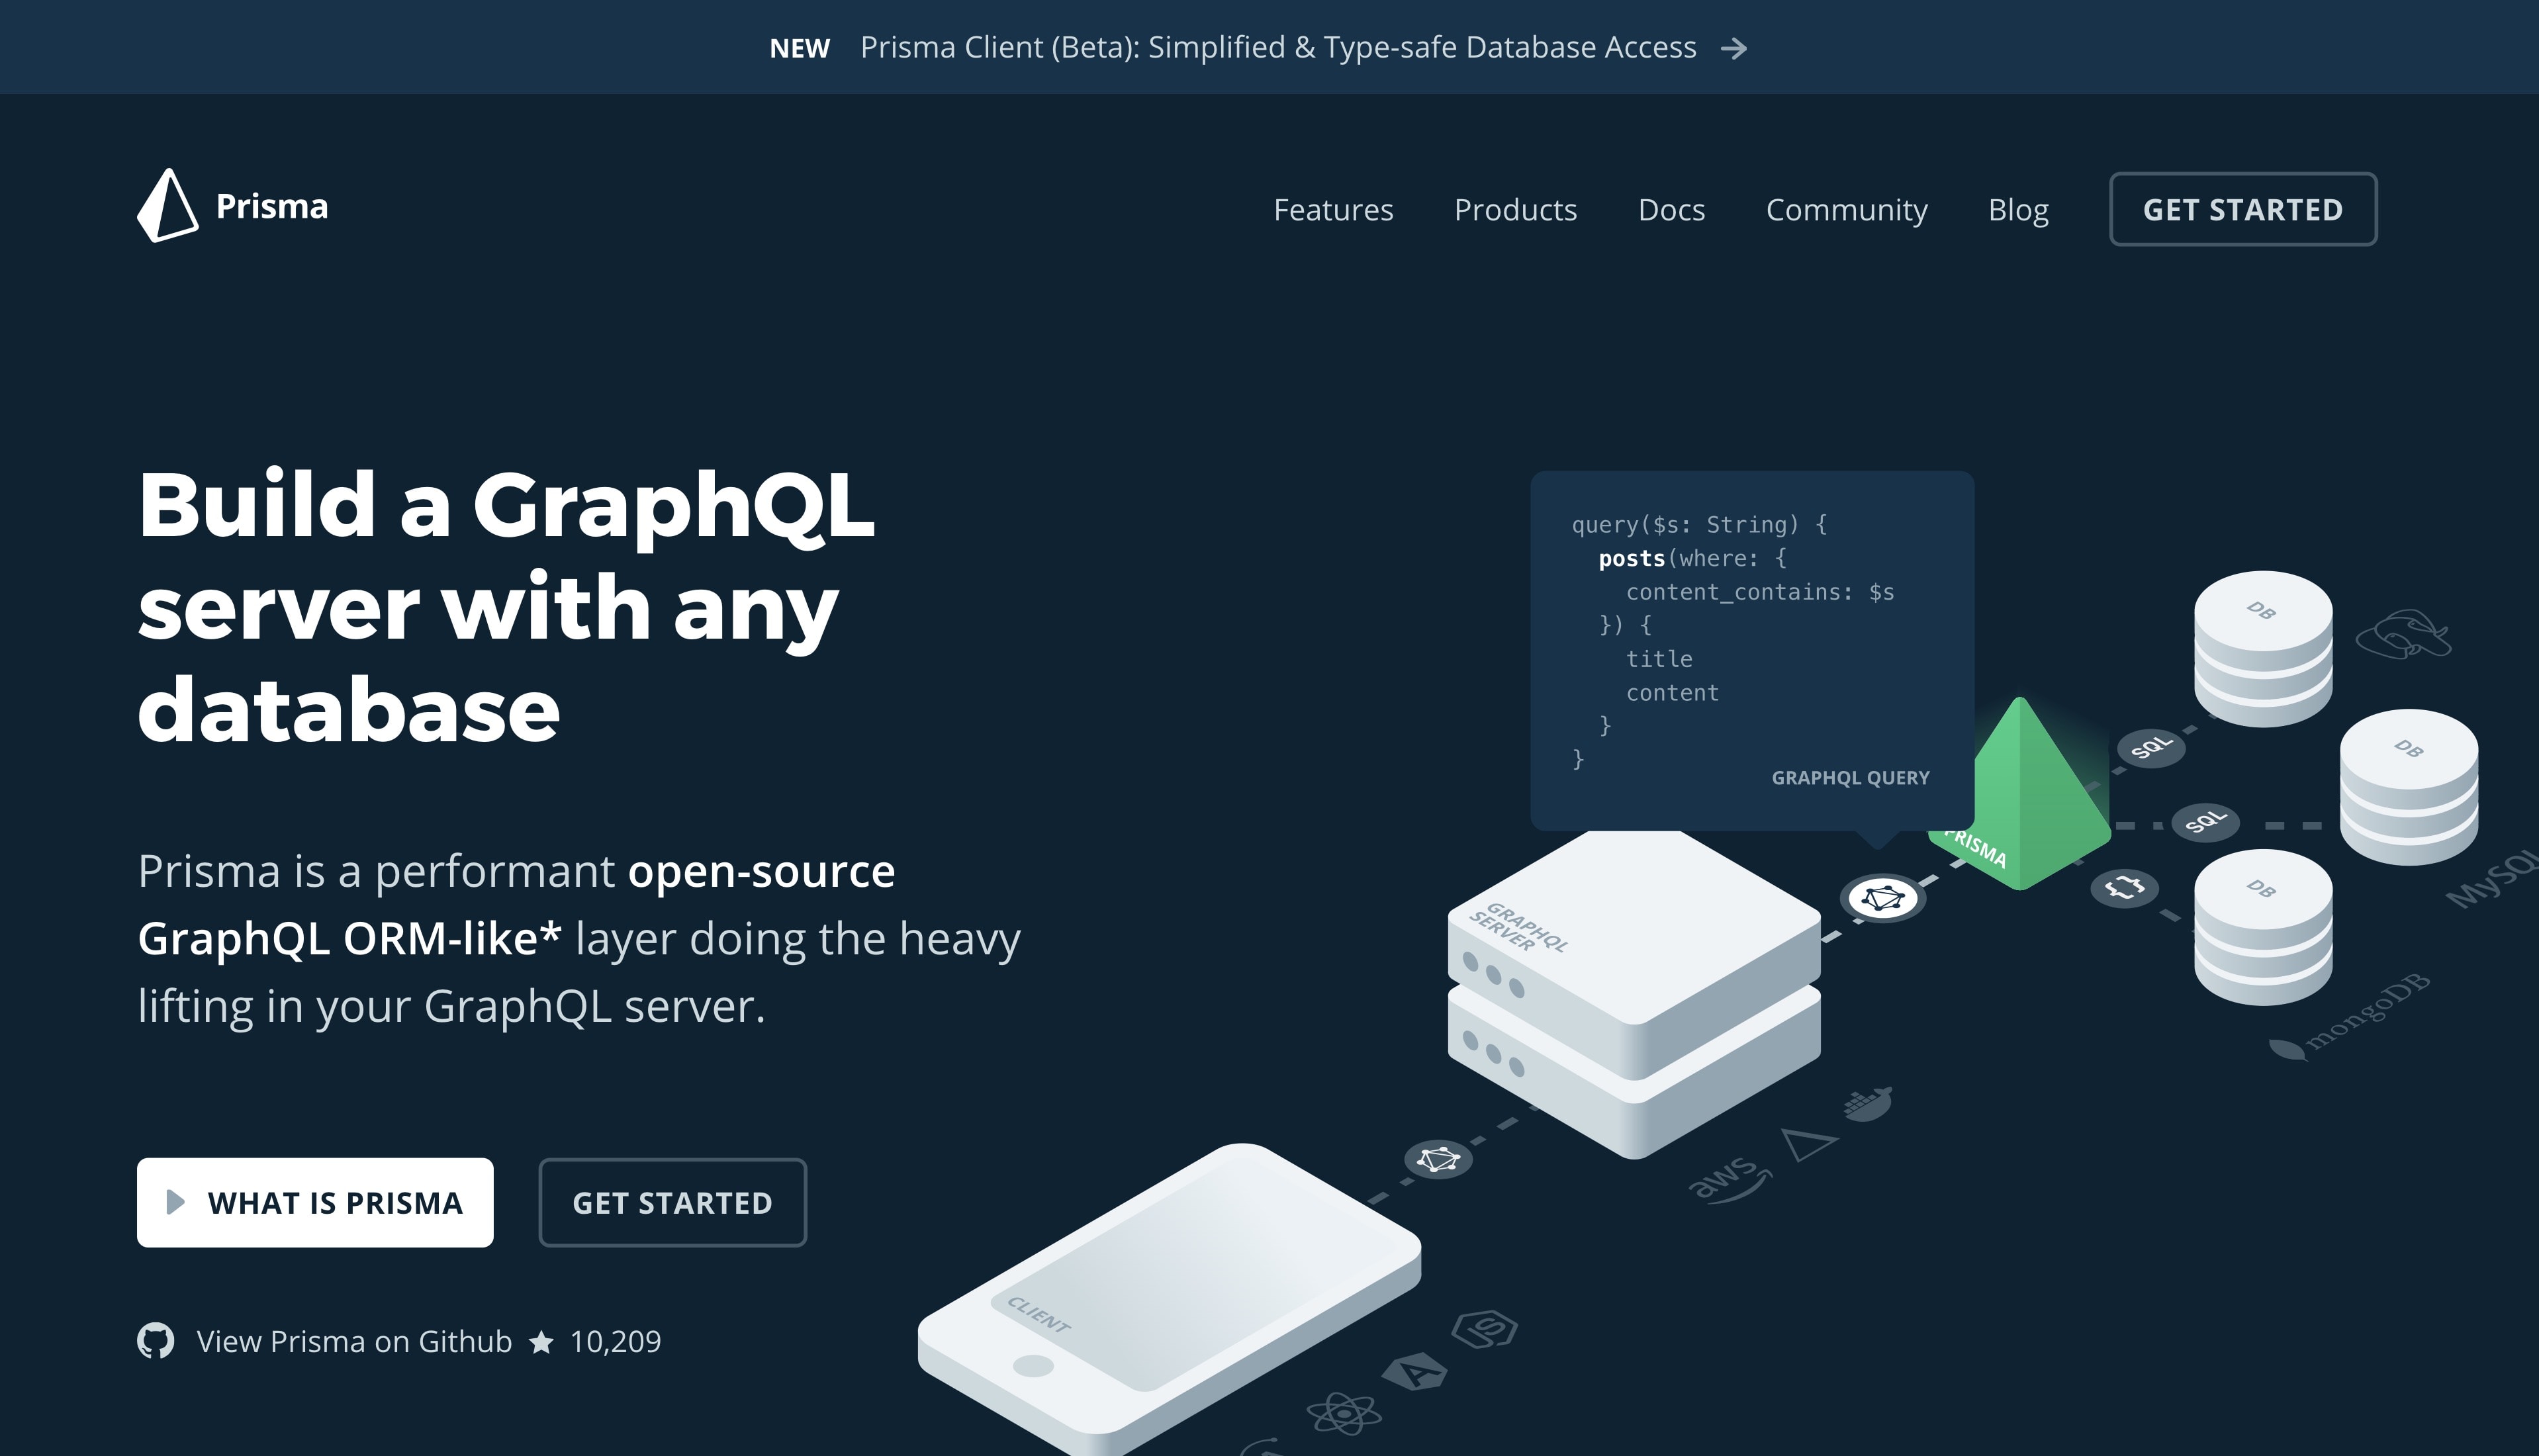 NEW Prisma Client (Beta): Simplified & Type-safe Database Access
Prisma
Features Products Docs Community Blog GET STARTED
Build a GraphQL
server with any
database
Prisma is a performant open-source
GraphQL ORM-like* layer doing the heavy
lifting in your GraphQL server.
WHAT IS PRISMA
GET STARTED
View Prisma on Github 10,209
query($s: String) {
  posts(where: {
    content_contains: $s
  }) {
    title
    content
  }
}
GRAPHQL QUERY
PRISMA
SQL
SQL
{}
DB
DB
DB
MySQL
mongoDB
GRAPHQL
SERVER
aws
CLIENT
JS
A